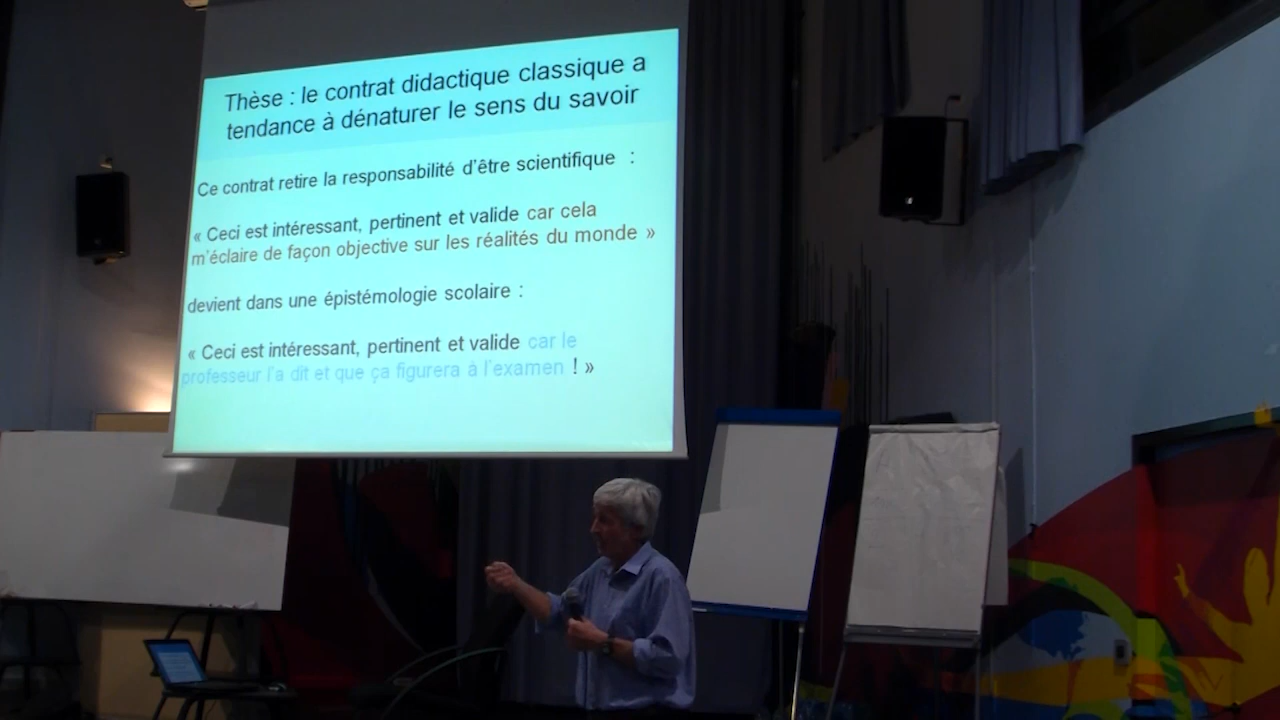 Thèse : le contrat didactique classique a
tendance à dénaturer le sens du savoir
Ce contrat retire la responsabilité d'être scientifique :
« Ceci est intéressant, pertinent et valide car cela
m'éclaire de façon objective sur les réalités du monde »
devient dans une épistémologie scolaire :
« Ceci est intéressant, pertinent et valide car le
professeur l'a dit et que ça figurera à l'examen ! »